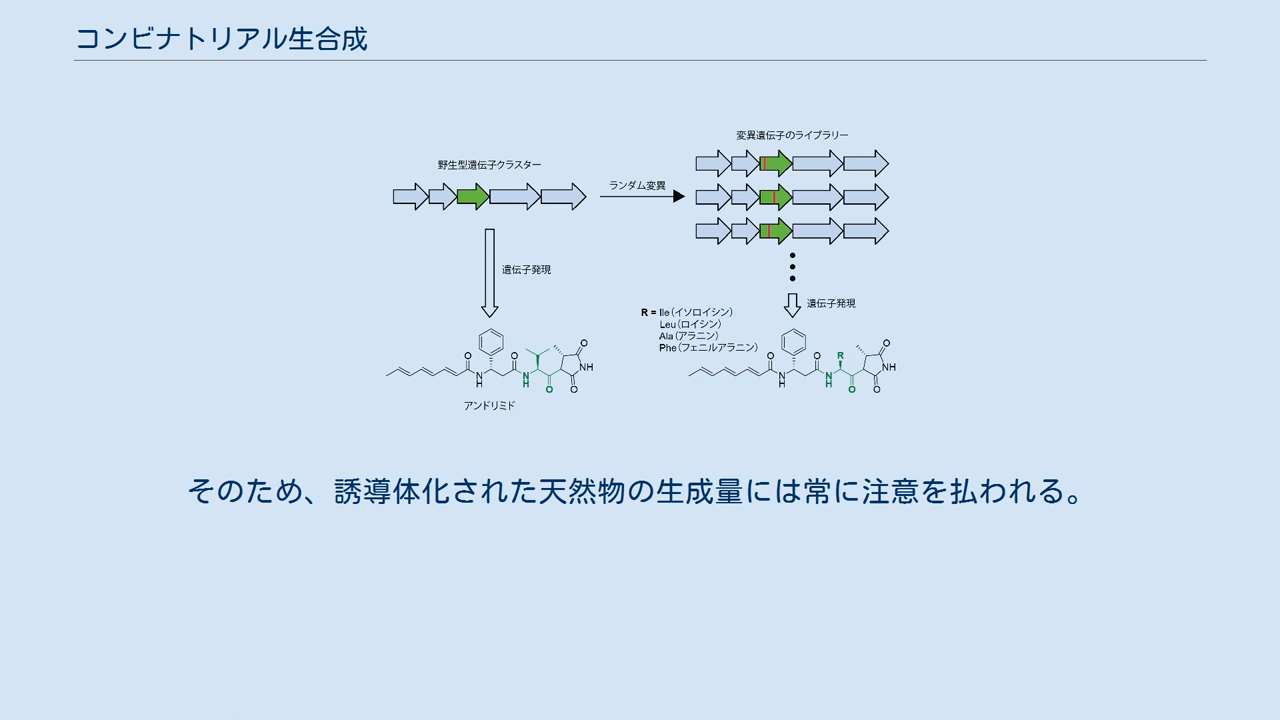 コンビナトリアル生合成
変異遺伝子のライブラリー
野生型遺伝子クラスター
ランダム変異
遺伝子発現
遺伝子発現
R = Ile（イソロイシン）
Leu（ロイシン）
Ala（アラニン）
Phe（フェニルアラニン）
O
N
H
O
N
H
O
O
NH
O
アンドリミド
O
N
H
O
N
H
R
O
O
NH
O
そのため、誘導体化された天然物の生成量には常に注意を払われる。